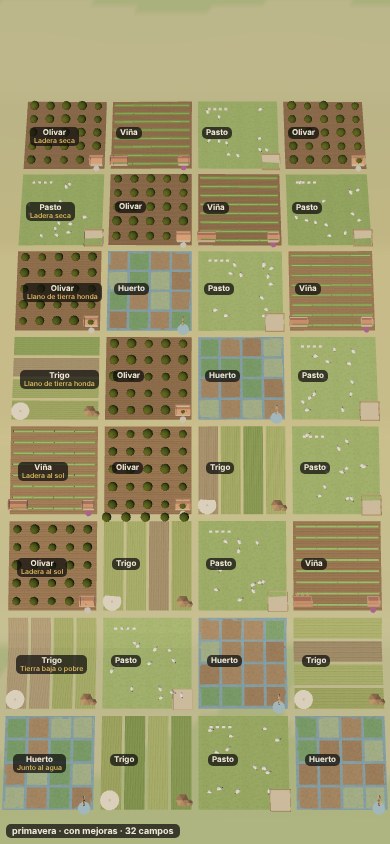 Olivar
Ladera seca
Viña
Pasto
Olivar
Pasto
Ladera seca
Olivar
Viña
Pasto
Olivar
Llano de tierra honda
Huerto
Pasto
Viña
Trigo
Llano de tierra honda
Olivar
Huerto
Pasto
Viña
Ladera al sol
Olivar
Trigo
Pasto
Olivar
Ladera al sol
Trigo
Pasto
Viña
Trigo
Tierra baja o pobre
Pasto
Huerto
Trigo
Huerto
Junto al agua
Trigo
Pasto
Huerto
primavera · con mejoras · 32 campos